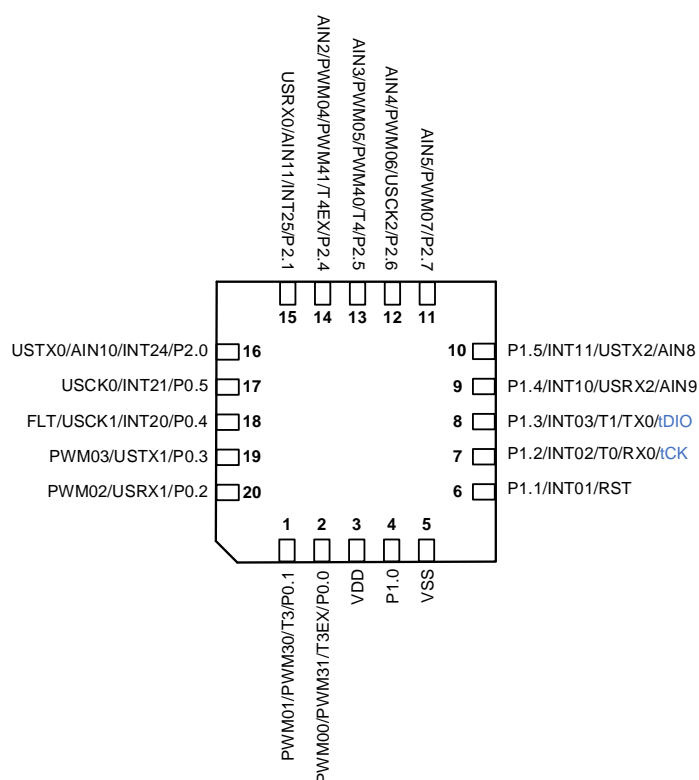 USRX0/AIN11/INT25/P2.1
AIN2/PWM04/PWM41/T4EX/P2.4
AIN3/PWM05/PWM40/T4/P2.5
AIN4/PWM06/USCK2/P2.6
AIN5/PWM07/P2.7
15 14 13 12 11
USTX0/AIN10/INT24/P2.0 16
10 P1.5/INT11/USTX2/AIN8
USCK0/INT21/P0.5 17
9 P1.4/INT10/USRX2/AIN9
FLT/USCK1/INT20/P0.4 18
8 P1.3/INT03/T1/TX0/tDIO
PWM03/USTX1/P0.3 19
7 P1.2/INT02/T0/RX0/tCK
PWM02/USRX1/P0.2 20
6 P1.1/INT01/RST
1 2 3 4 5
PWM01/PWM30/T3/P0.1
PWM00/PWM31/T3EX/P0.0
VDD
P1.0
VSS